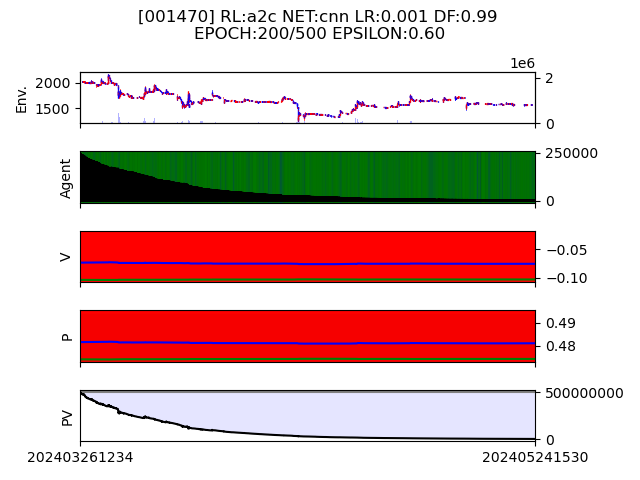 [001470] RL:a2c NET:cnn LR:0.001 DF:0.99
EPOCH:200/500 EPSILON:0.60
1e6
Env.
2000
1500
2
0
Agent
250000
0
V
−0.05
−0.10
P
0.49
0.48
PV
500000000
0
202403261234
202405241530